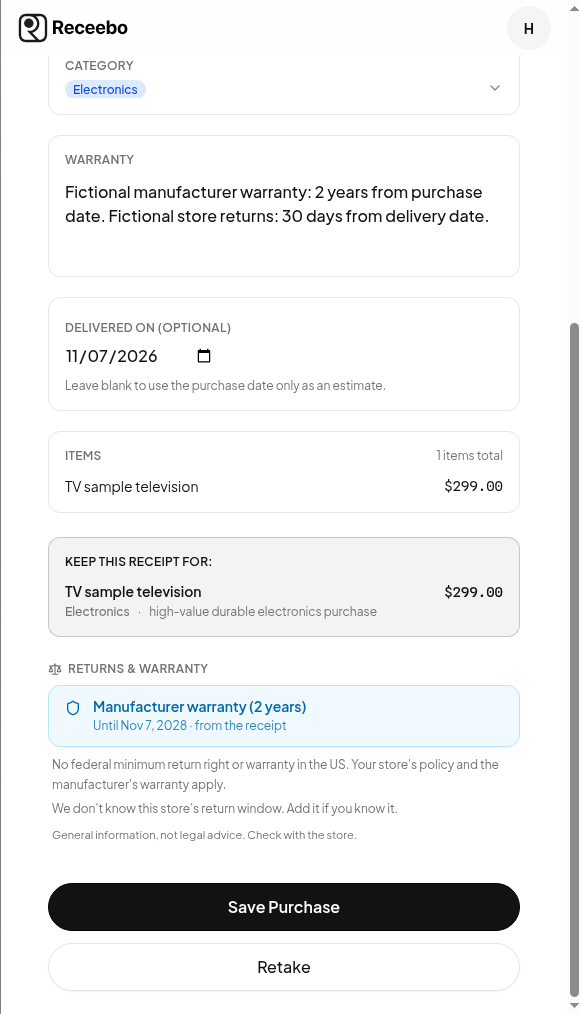 Receebo
H
CATEGORY
Electronics
WARRANTY
Fictional manufacturer warranty: 2 years from purchase
date. Fictional store returns: 30 days from delivery date.
DELIVERED ON (OPTIONAL)
11/07/2026
Leave blank to use the purchase date only as an estimate.
ITEMS 1 items total
TV sample television $299.00
KEEP THIS RECEIPT FOR:
TV sample television $299.00
Electronics · high-value durable electronics purchase
RETURNS & WARRANTY
Manufacturer warranty (2 years)
Until Nov 7, 2028 · from the receipt
No federal minimum return right or warranty in the US. Your store's policy and the
manufacturer's warranty apply.
We don't know this store's return window. Add it if you know it.
General information, not legal advice. Check with the store.
Save Purchase
Retake